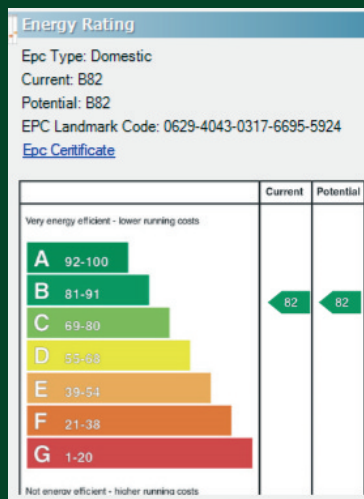 Energy Rating
Epc Type: Domestic
Current: B82
Potential: B82
EPC Landmark Code: 0629-4043-0317-6695-5924
Epc Ceritificate
Current Potential
Very energy efficient - lower running costs
A 92-100
B 81-91 82 82
C 69-80
D 55-68
E 39-54
F 21-38
G 1-20
Not energy efficient - higher running costs